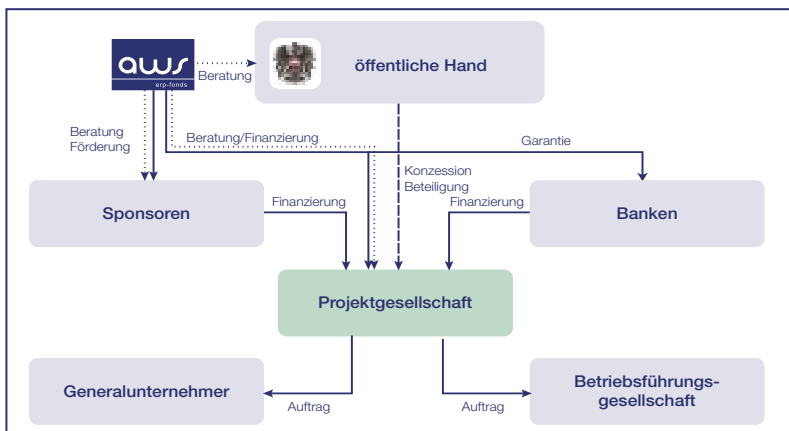 aws
erp-fonds
Beratung
öffentliche Hand
Beratung
Förderung
Beratung/Finanzierung
Garantie
Konzession
Beteiligung
Sponsoren
Finanzierung
Finanzierung
Banken
Projektgesellschaft
Generalunternehmer
Auftrag
Auftrag
Betriebsführungs-
gesellschaft